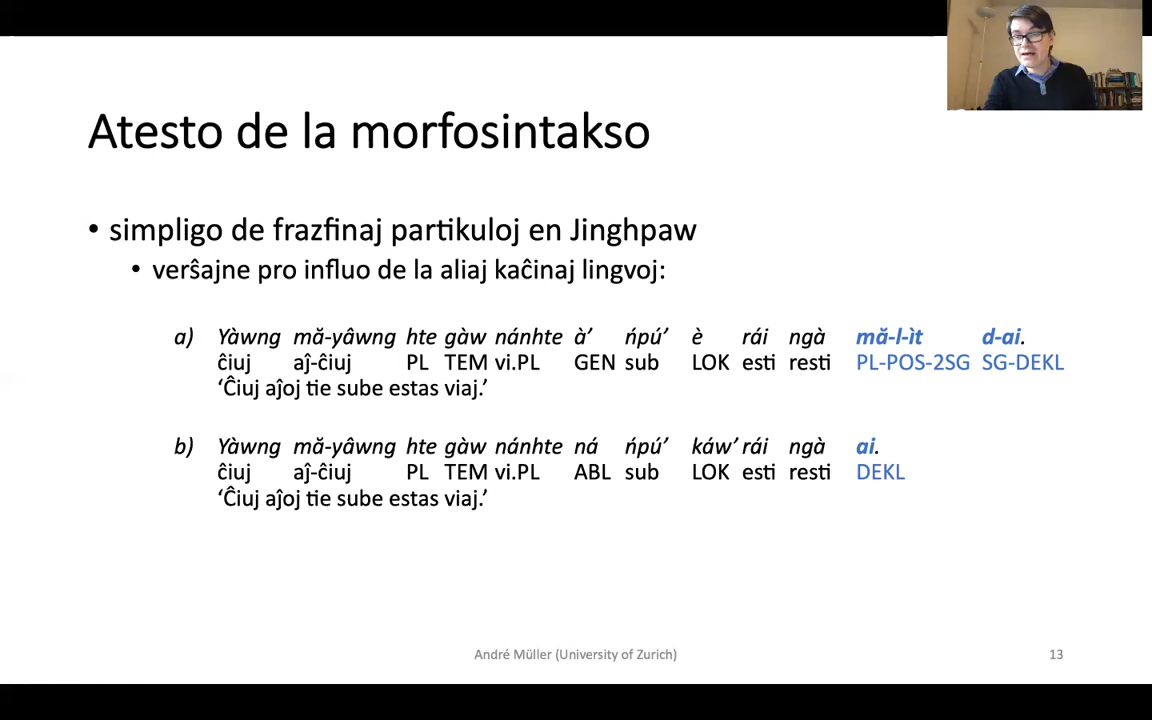 Atesto de la morfosintakso
• simpligo de frazfinaj partikuloj en Jinghpaw
• verŝajne pro influo de la aliaj kaĉinaj lingvoj:
a) Yàwng mă-yâwng hte gàw nánhte à’ ńpú’ è rái ngà mă-l-ìt d-ai.
ĉiuj aĵ-ĉiuj PL TEM vi.PL GEN sub LOK esti resti PL-POS-2SG SG-DEKL
‘Ĉiuj aĵoj tie sube estas viaj.’
b) Yàwng mă-yâwng hte gàw nánhte ná ńpú’ káw’ rái ngà ai.
ĉiuj aĵ-ĉiuj PL TEM vi.PL ABL sub LOK esti resti DEKL
‘Ĉiuj aĵoj tie sube estas viaj.’
André Müller (University of Zurich) 13